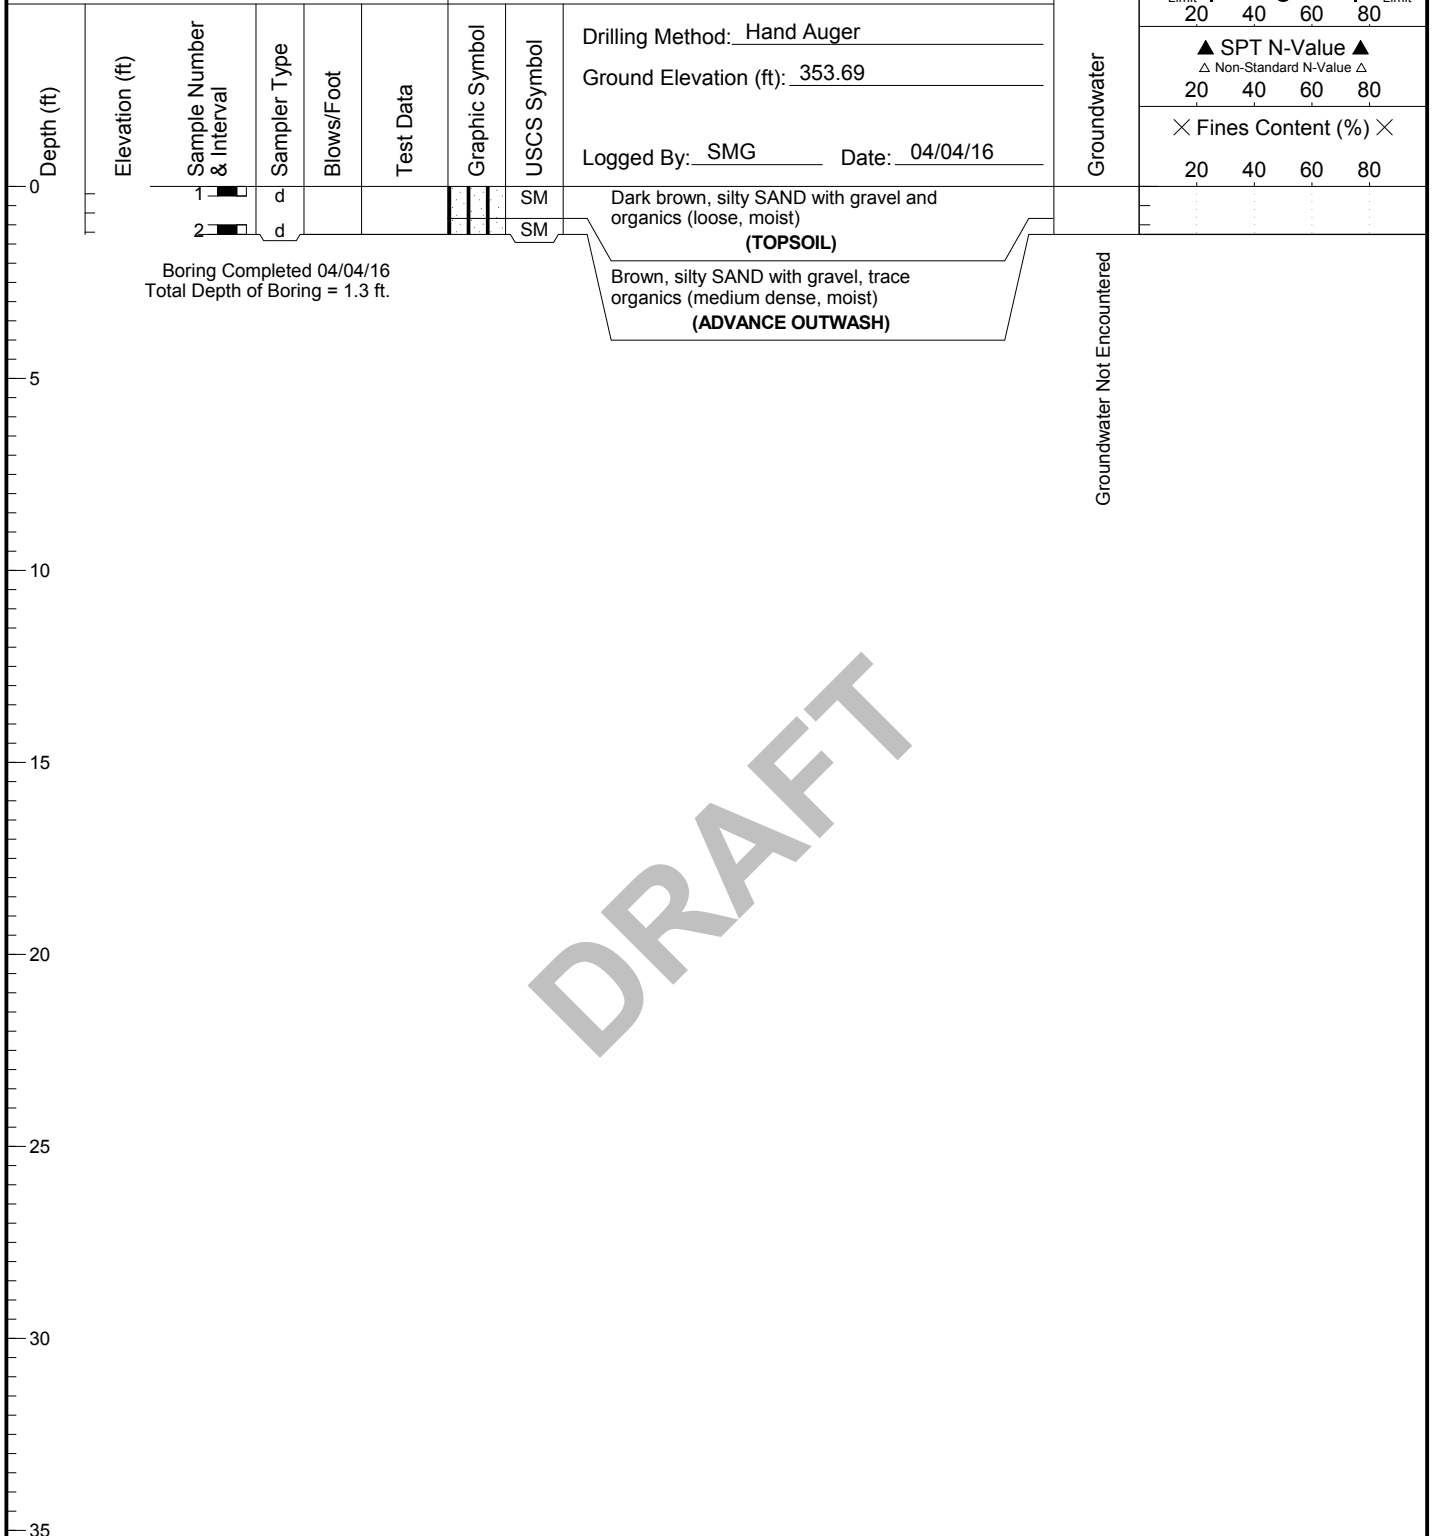 Limit Limit
20 40 60 80
Drilling Method: Hand Auger
▲ SPT N-Value ▲
△ Non-Standard N-Value △
Ground Elevation (ft): 353.69
20 40 60 80
× Fines Content (%) ×
Logged By: SMG Date: 04/04/16
20 40 60 80
Depth (ft)
Elevation (ft)
Sample Number
& Interval
Sampler Type
Blows/Foot
Test Data
Graphic Symbol
USCS Symbol
Groundwater
0
1 d SM Dark brown, silty SAND with gravel and
organics (loose, moist)
2 d SM
(TOPSOIL)
Boring Completed 04/04/16
Total Depth of Boring = 1.3 ft.
Brown, silty SAND with gravel, trace
organics (medium dense, moist)
(ADVANCE OUTWASH)
Groundwater Not Encountered
5
10
15
20
25
30
35
DRAFT